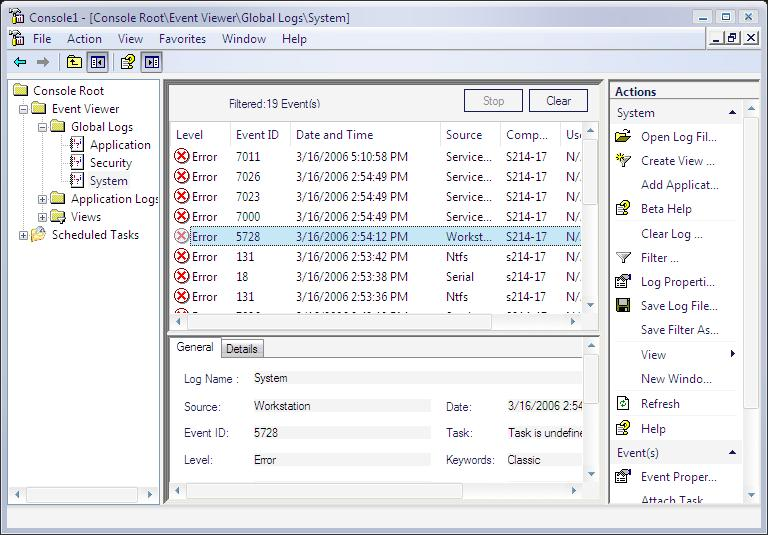 Console1 - [Console Root\Event Viewer\Global Logs\System]
File Action View Favorites Window Help
Console Root
Event Viewer
Global Logs
Application
Security
System
Application Logs
Views
Scheduled Tasks
Filtered:19 Event(s)
Stop
Clear
Level Event ID Date and Time Source Comp... Use
Error 7011 3/16/2006 5:10:58 PM Service... S214-17 N/A
Error 7026 3/16/2006 2:54:49 PM Service... S214-17 N/A
Error 7023 3/16/2006 2:54:49 PM Service... S214-17 N/A
Error 7000 3/16/2006 2:54:49 PM Service... S214-17 N/A
Error 5728 3/16/2006 2:54:12 PM Workst... S214-17 N/A
Error 131 3/16/2006 2:53:42 PM Ntfs s214-17 N/A
Error 18 3/16/2006 2:53:38 PM Serial s214-17 N/A
Error 131 3/16/2006 2:53:36 PM Ntfs s214-17 N/A
General Details
Log Name : System
Source: Workstation Date: 3/16/2006 2:54
Event ID: 5728 Task: Task is undefine
Level: Error Keywords: Classic
Actions
System
Open Log Fil...
Create View ...
Add Applicat...
Beta Help
Clear Log ...
Filter ...
Log Properti...
Save Log File...
Save Filter As...
View
New Windo...
Refresh
Help
Event(s)
Event Proper...
Attach Task